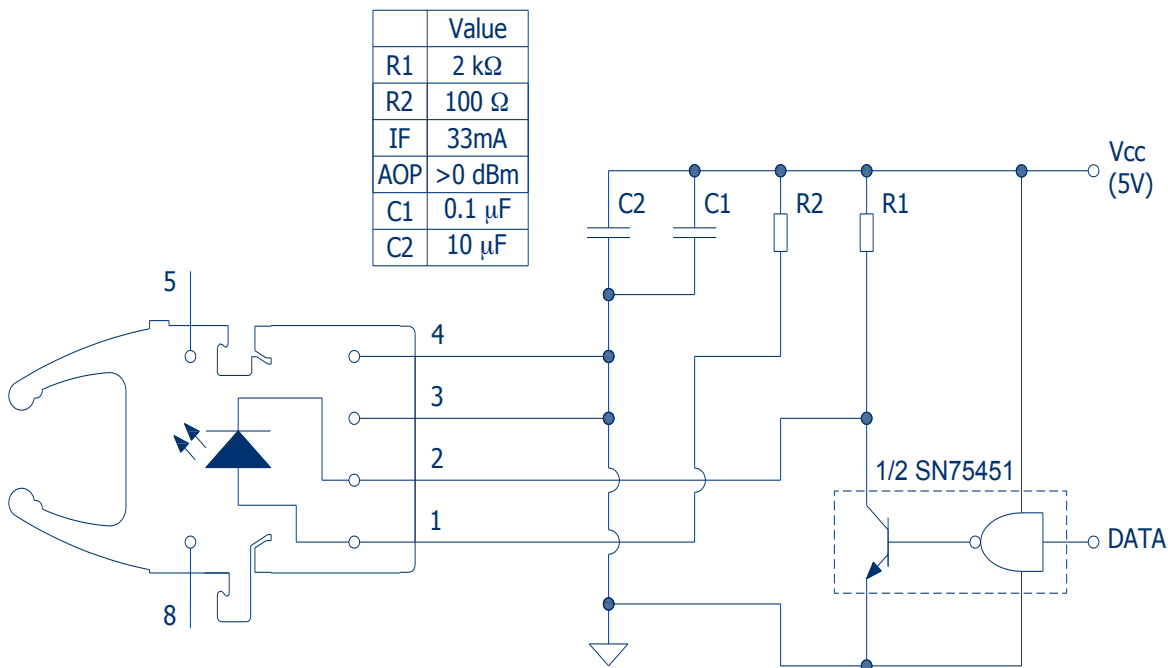 Value
R1 2 kΩ
R2 100 Ω
IF 33mA
AOP >0 dBm
C1 0.1 μF
C2 10 μF
Vcc
(5V)
C2 C1 R2 R1
5
4
3
2
1
8
1/2 SN75451
DATA